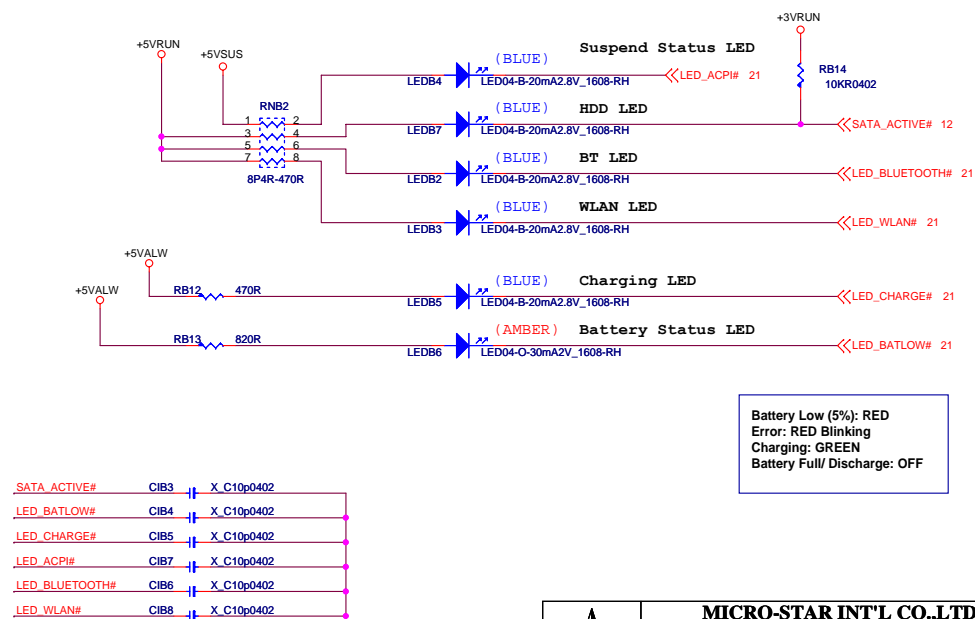 +3VRUN
+5VRUN
+5VSUS
(BLUE) Suspend Status LED
LEDB4 LED04-B-20mA2.8V_1608-RH
LED_ACPI# 21
RB14
10KR0402
RNB2
1 2
3 4
5 6
7 8
8P4R-470R
(BLUE) HDD LED
LEDB7 LED04-B-20mA2.8V_1608-RH
SATA_ACTIVE# 12
(BLUE) BT LED
LEDB2 LED04-B-20mA2.8V_1608-RH
LED_BLUETOOTH# 21
(BLUE) WLAN LED
LEDB3 LED04-B-20mA2.8V_1608-RH
LED_WLAN# 21
+5VALW
RB12 470R
(BLUE) Charging LED
LEDB5 LED04-B-20mA2.8V_1608-RH
LED_CHARGE# 21
+5VALW
RB13 820R
(AMBER) Battery Status LED
LEDB6 LED04-O-30mA2V_1608-RH
LED_BATLOW# 21
Battery Low (5%): RED
Error: RED Blinking
Charging: GREEN
Battery Full/ Discharge: OFF
SATA_ACTIVE# CIB3 X_C10p0402
LED_BATLOW# CIB4 X_C10p0402
LED_CHARGE# CIB5 X_C10p0402
LED_ACPI# CIB7 X_C10p0402
LED_BLUETOOTH# CIB6 X_C10p0402
LED_WLAN# CIB8 X_C10p0402
MICRO-STAR INT'L CO.,LTD